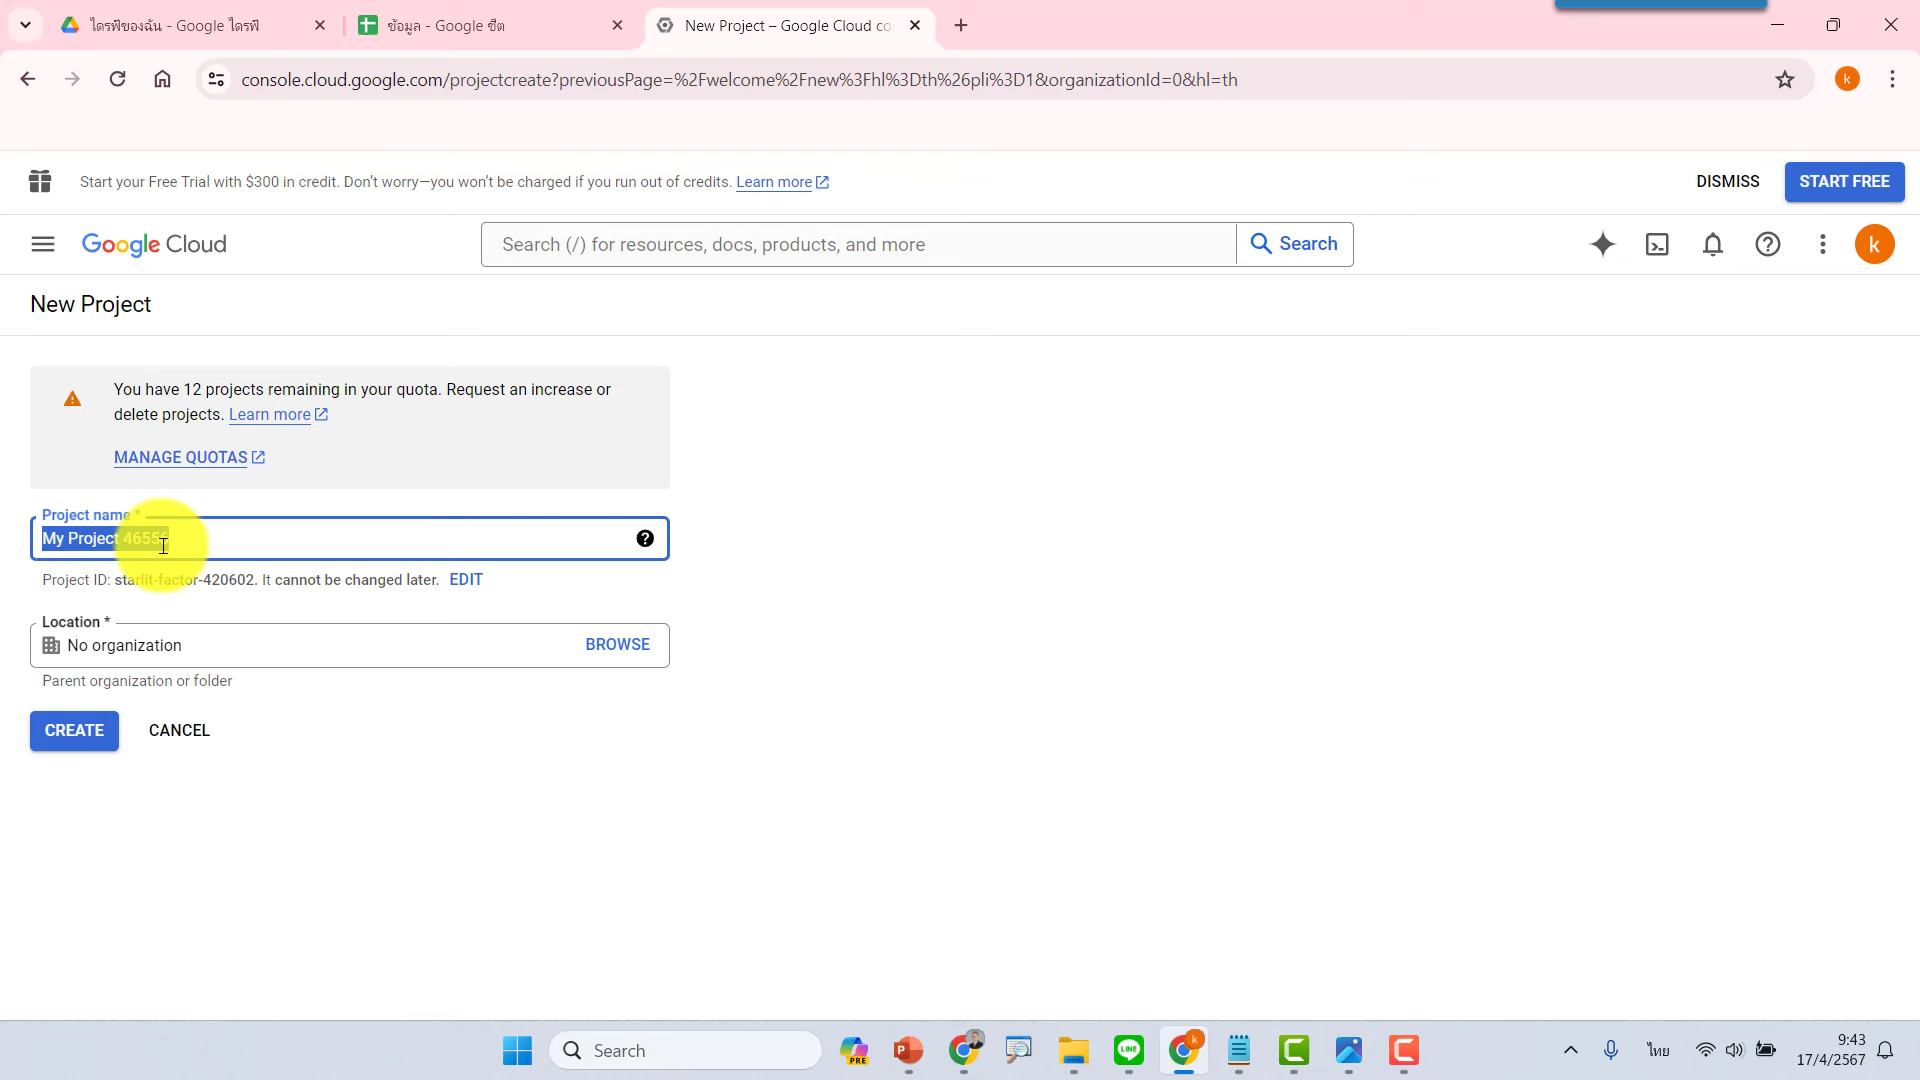 ไดรฟ์ของฉัน - Google ไดรฟ์
ข้อมูล - Google ชีต
New Project – Google Cloud co
console.cloud.google.com/projectcreate?previousPage=%2Fwelcome%2Fnew%3Fhl%3Dth%26pli%3D1&organizationId=0&hl=th
k
Start your Free Trial with $300 in credit. Don't worry—you won't be charged if you run out of credits. Learn more
DISMISS
START FREE
Google Cloud
Search (/) for resources, docs, products, and more
Search
k
New Project
You have 12 projects remaining in your quota. Request an increase or
delete projects. Learn more
MANAGE QUOTAS
Project name *
My Project
Project ID: starlit-factor-420602. It cannot be changed later. EDIT
Location *
No organization
BROWSE
Parent organization or folder
CREATE
CANCEL
Search
PRE
P
LINE
k
C
C
ไทย
9:43
17/4/2567